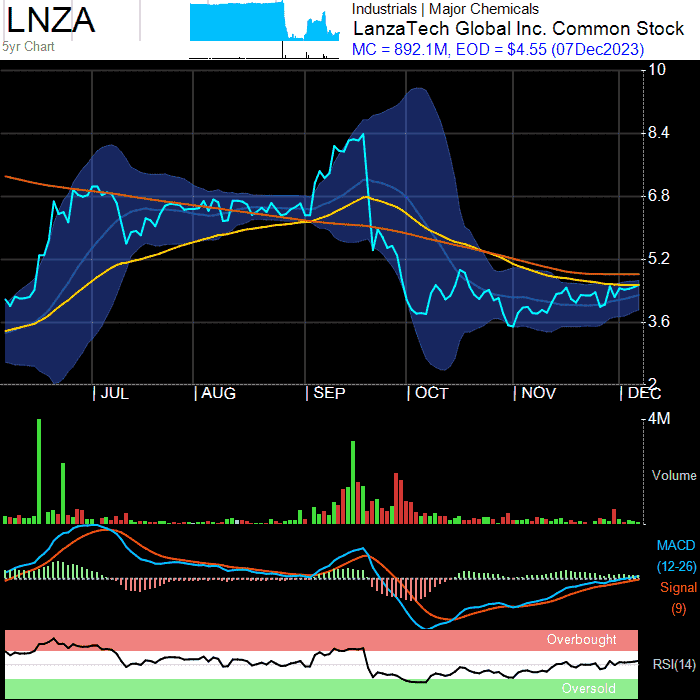 LNZA
5yr Chart
Industrials | Major Chemicals
LanzaTech Global Inc. Common Stock
MC = 892.1M, EOD = $4.55 (07Dec2023)
10
8.4
6.8
5.2
3.6
2
JUL AUG SEP OCT NOV DEC
4M
Volume
MACD
(12-26)
Signal
(9)
Overbought
RSI(14)
Oversold